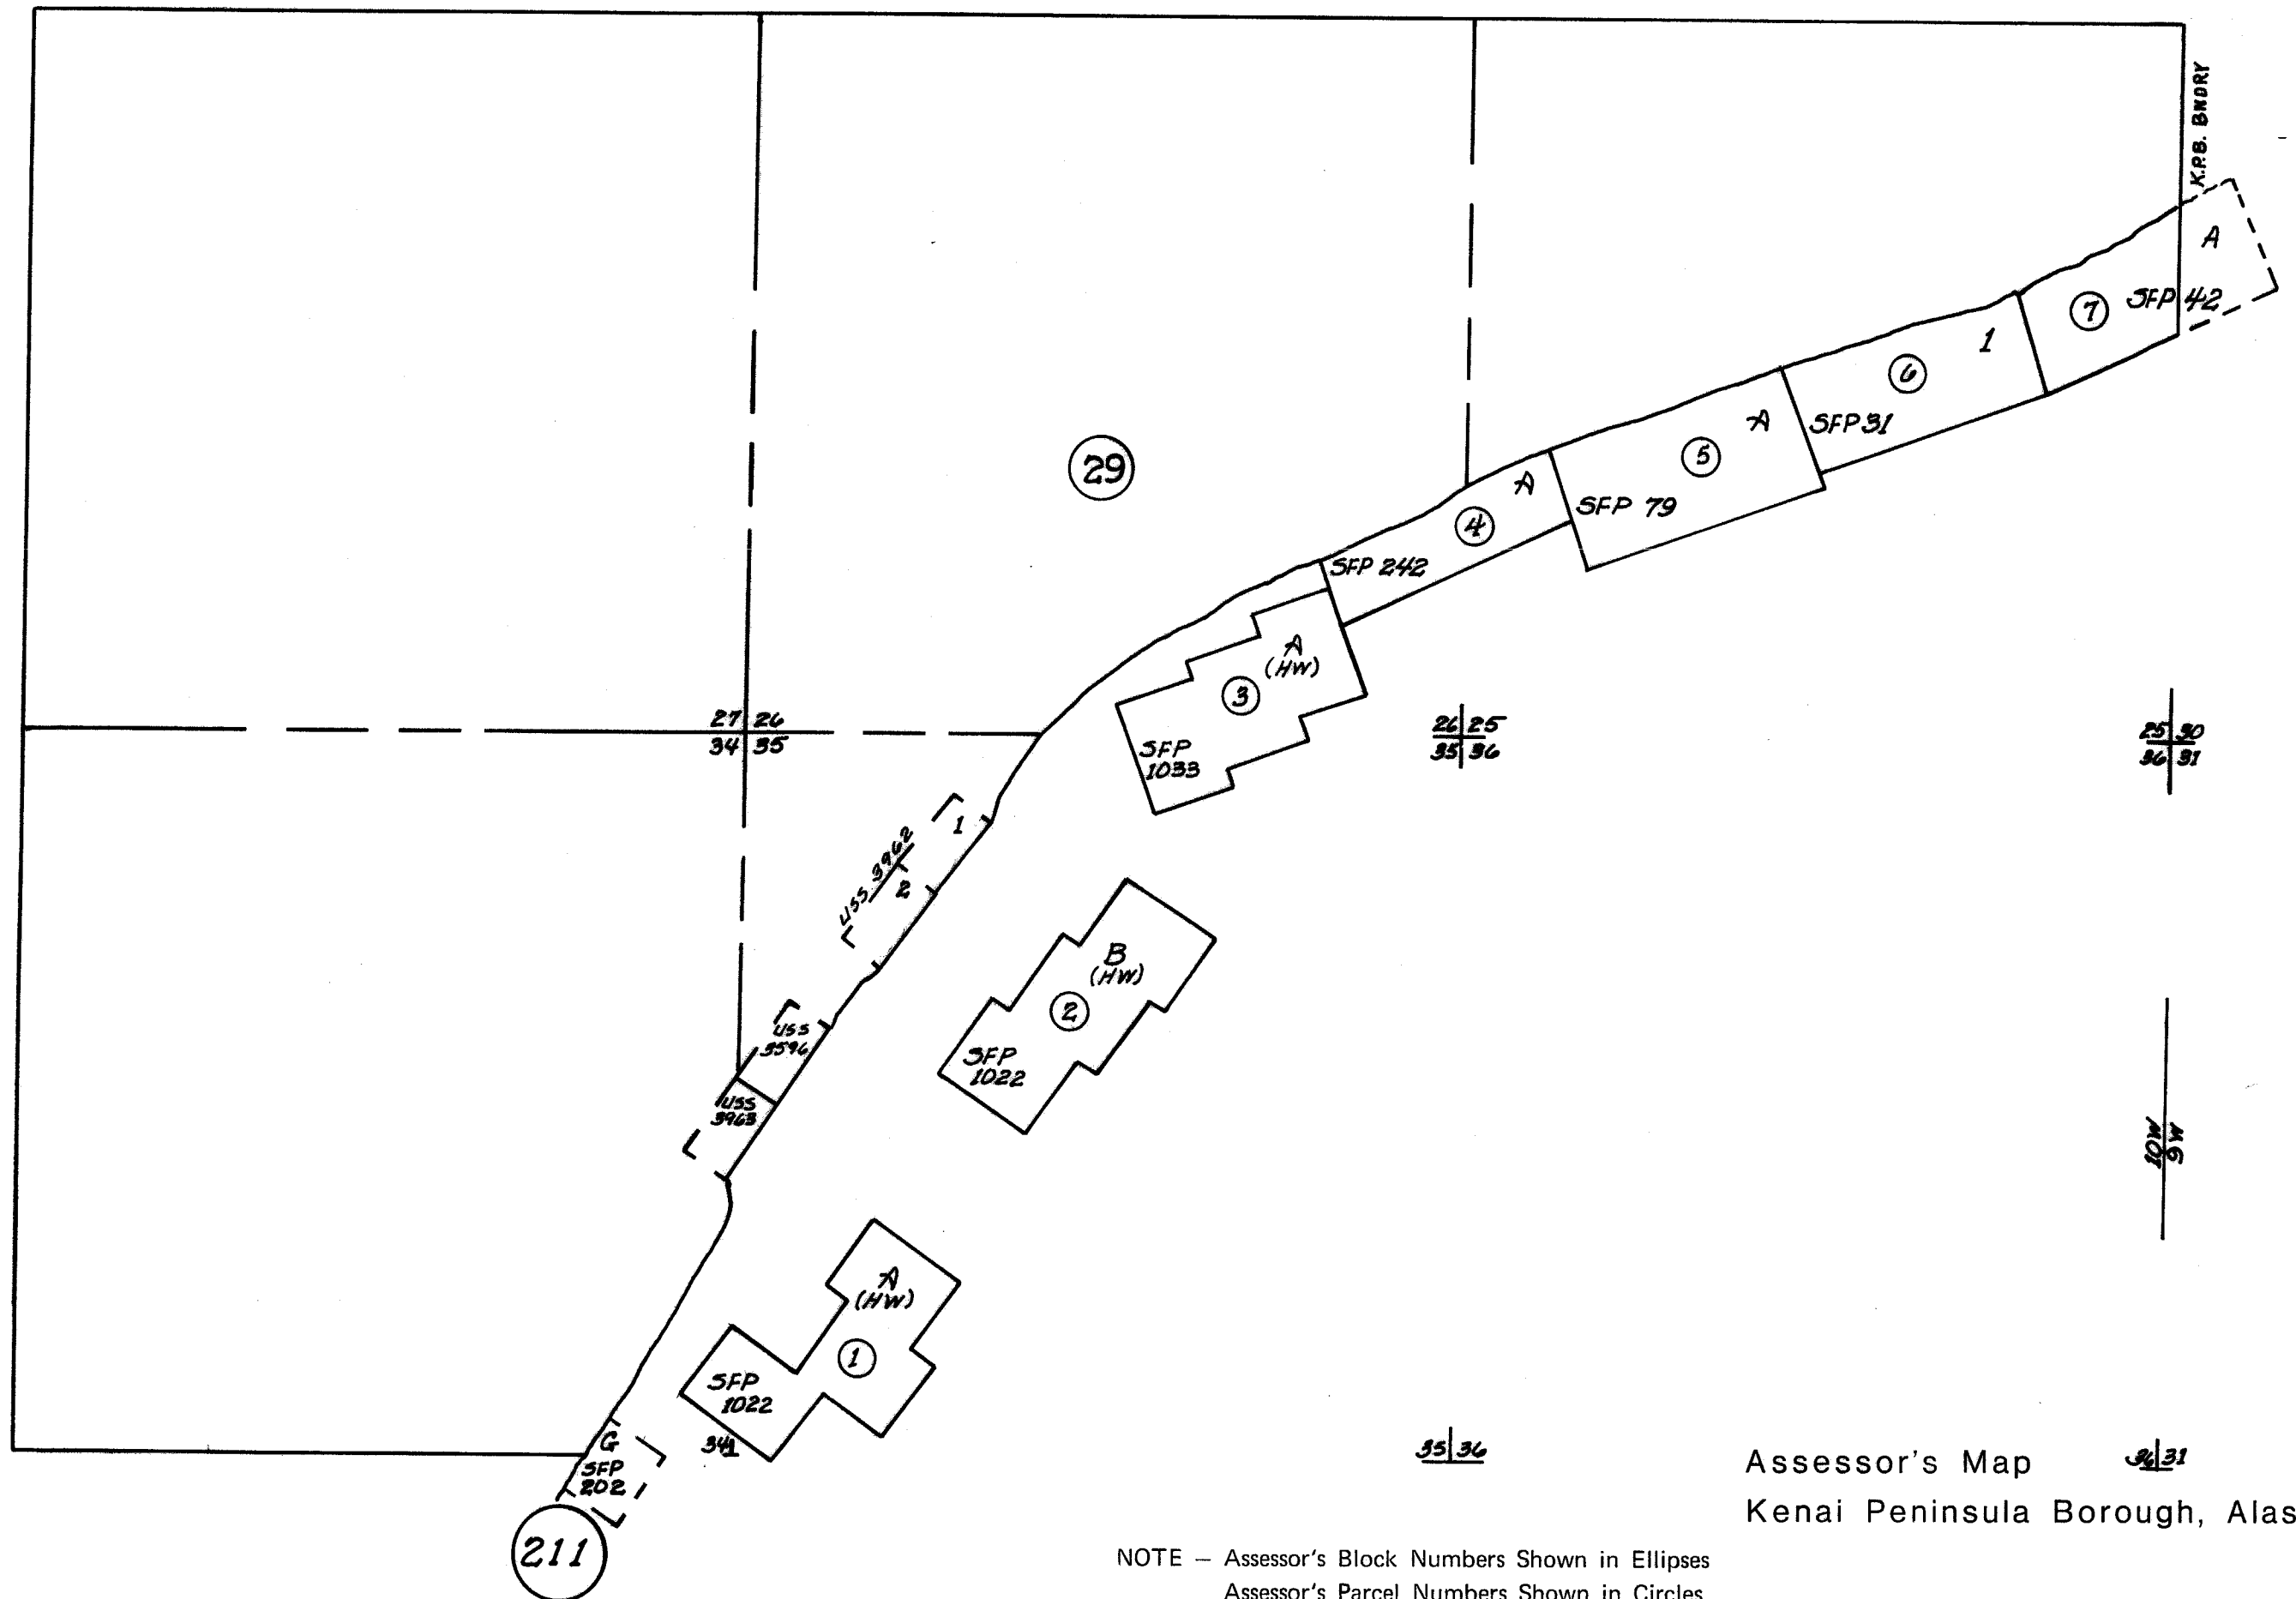 K.P.B. BNDRY
A
SFP 42
7
1
6
SFP 31
A
5
SFP 79
29
A
4
SFP 242
A
(HW)
3
SFP
1033
27 26
34 35
26 25
35 36
25 30
36 31
1
USS 3962
2
B
(HW)
2
SFP
1022
USS
3596
USS
3963
10W
9W
A
(HW)
1
SFP
1022
G
SFP
202
211
35 36
36 31
Assessor's Map
Kenai Peninsula Borough, Alas
NOTE – Assessor's Block Numbers Shown in Ellipses
Assessor's Parcel Numbers Shown in Circles